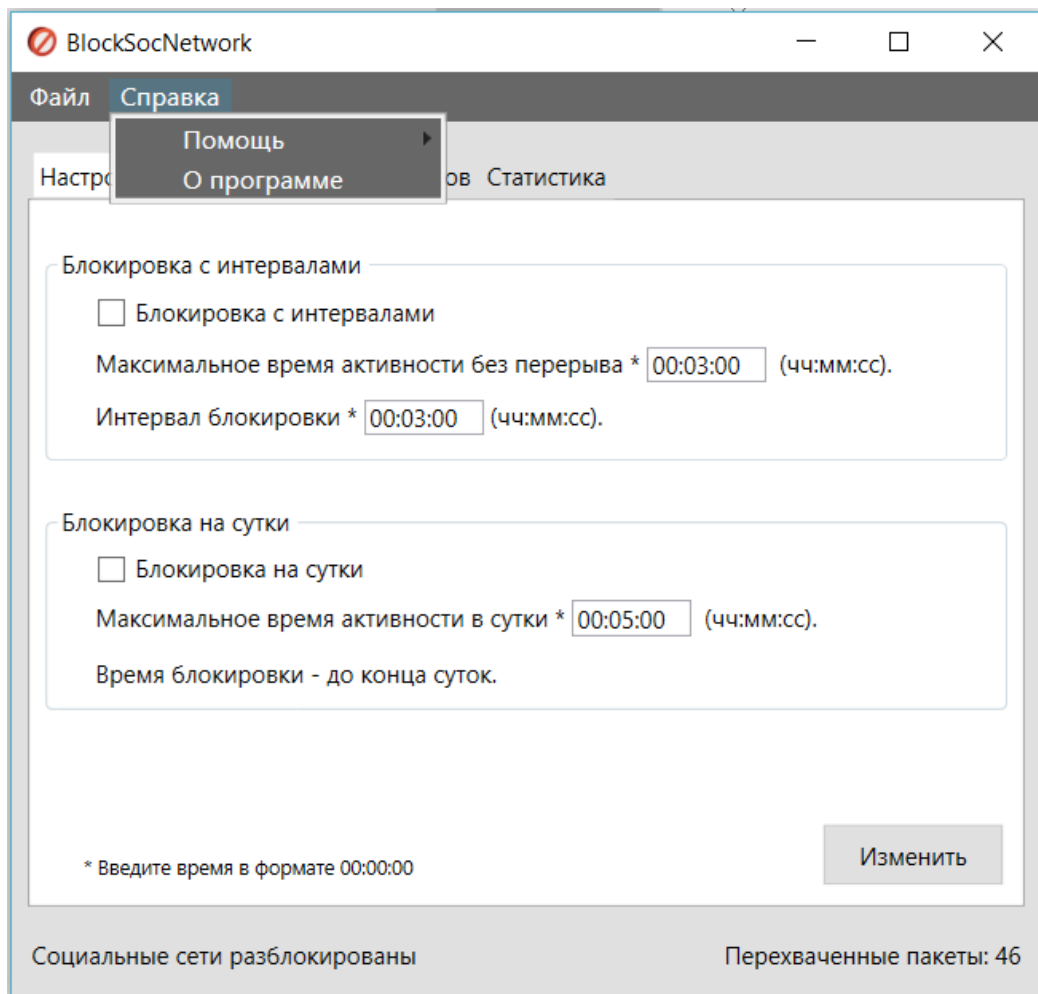 BlockSocNetwork
Файл Справка
Помощь
О программе
Статистика
Блокировка с интервалами
Блокировка с интервалами
Максимальное время активности без перерыва * 00:03:00 (чч:мм:сс).
Интервал блокировки * 00:03:00 (чч:мм:сс).
Блокировка на сутки
Блокировка на сутки
Максимальное время активности в сутки * 00:05:00 (чч:мм:сс).
Время блокировки - до конца суток.
* Введите время в формате 00:00:00
Изменить
Социальные сети разблокированы Перехваченные пакеты: 46